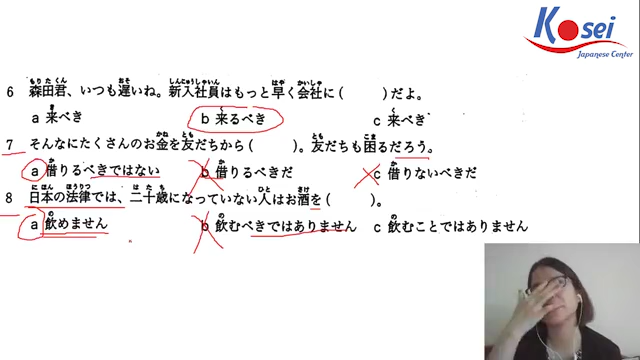 Kosei
Japanese Center
6 森田君、いつも遅いね。新入社員はもっと早く会社に( )だよ。
a 来べき b 来るべき c 来べき
7 そんなにたくさんのお金を友だちから( )。友だちも困るだろう。
a 借りるべきではない b 借りるべきだ c 借りないべきだ
8 日本の法律では、二十歳になっていない人はお酒を( )。
a 飲めません b 飲むべきではありません c 飲むことではありません